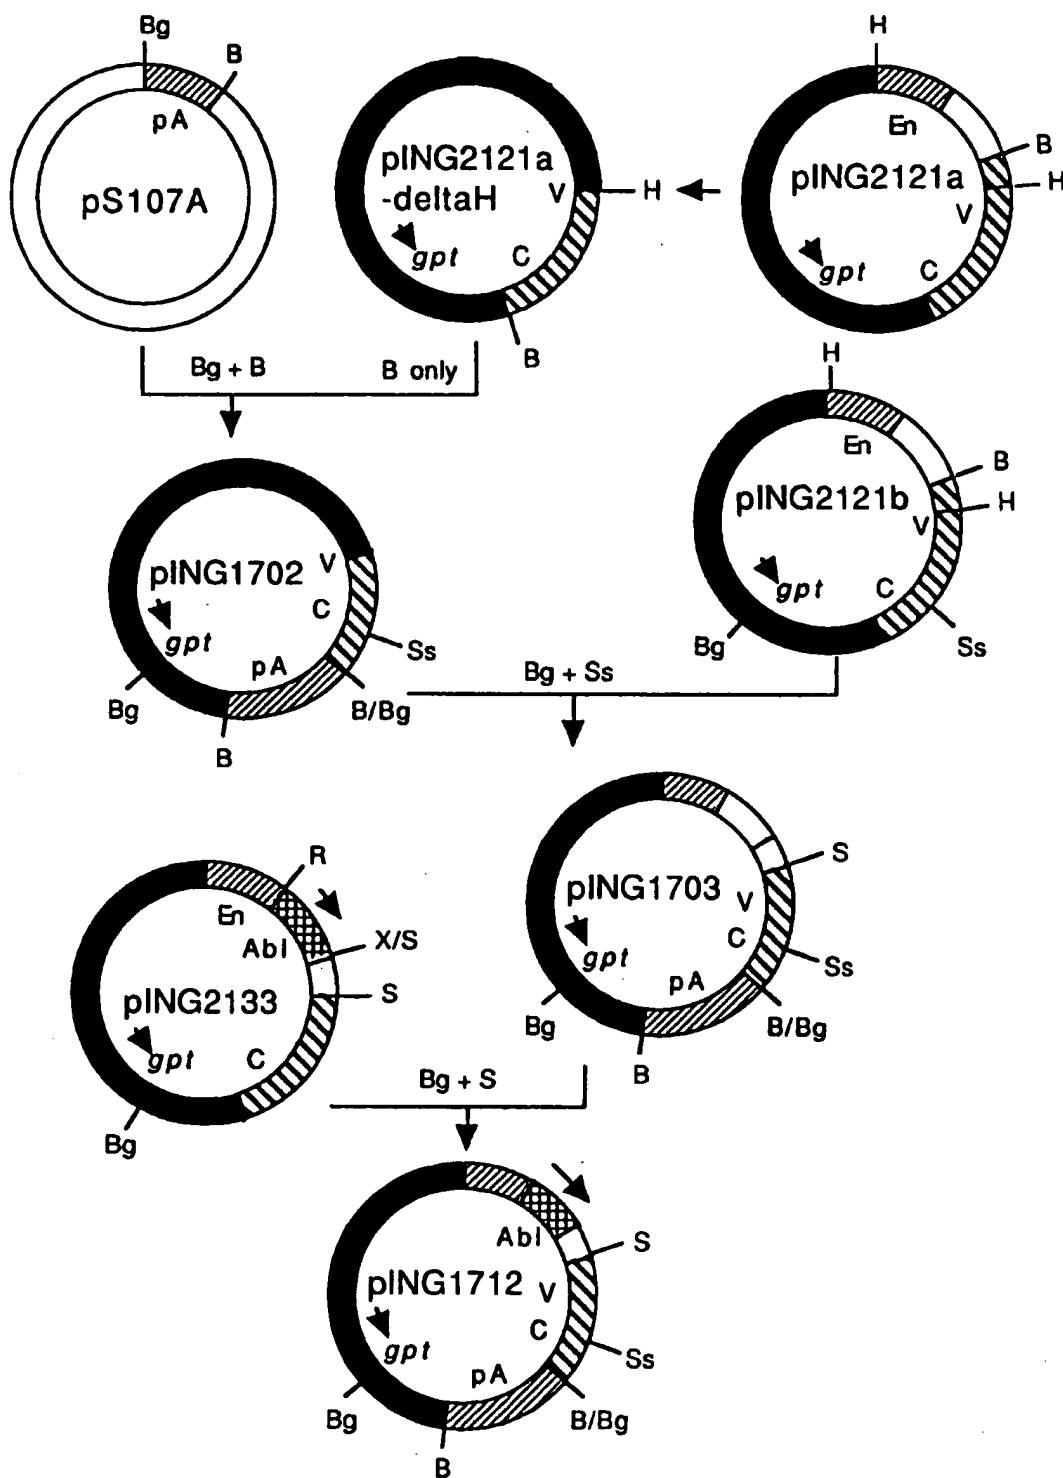 Bg
B
pA
pS107A
pING2121a
-deltaH
V
H
C
gpt
B
H
En
B
H
pING2121a
V
C
gpt
Bg + B
B only
H
En
B
H
pING2121b
V
C
gpt
Bg
Ss
pING1702
V
C
gpt
pA
Ss
Bg
B
B/Bg
Bg + Ss
R
En
Abl
X/S
S
pING2133
gpt
C
Bg
S
pING1703
V
C
gpt
pA
Ss
Bg
B
B/Bg
Bg + S
Abl
S
pING1712
V
C
gpt
pA
Ss
Bg
B
B/Bg